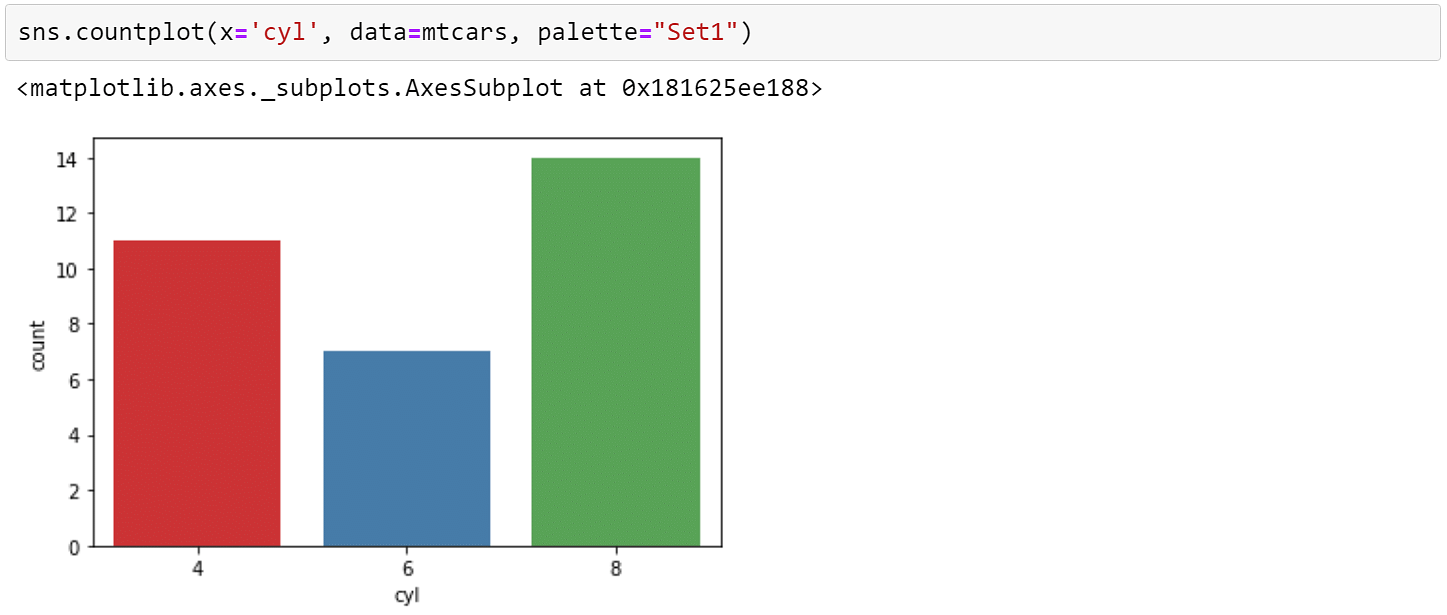 sns.countplot(x='cyl', data=mtcars, palette="Set1")
<matplotlib.axes._subplots.AxesSubplot at 0x181625ee188>
14
12
10
8
6
4
2
0
count
4 6 8
cyl